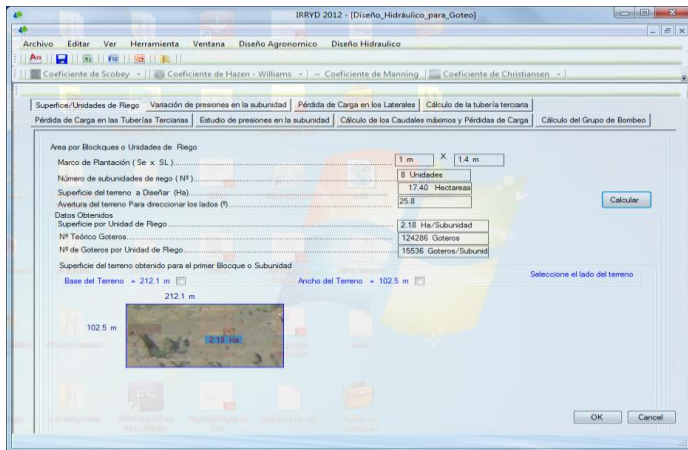 IRRYD 2012 - [Diseño_Hidráulico_para_Goteo]
Archivo Editar Ver Herramienta Ventana Diseño Agronomico Diseño Hidraulico
Coeficiente de Scobey Coeficiente de Hazen - Williams Coeficiente de Manning Coeficiente de Christiansen
Superfice/Unidades de Riego Variación de presiones en la subunidad Pérdida de Carga en los Laterales Cálculo de la tubería terciaria
Pérdida de Carga en las Tuberías Terciarias Estudio de presiones en la subunidad Cálculo de los Caudales máximos y Pérdidas de Carga Cálculo del Grupo de Bombeo
Area por Blockques o Unidades de Riego
Marco de Plantación ( Se x SL ) 1 m X 1.4 m
Número de subunidades de riego ( Nº ) 8 Unidades
Superficie del terreno a Diseñar (Ha) 17.40 Hectareas
Avertura del terreno Para direccionar los lados (º) 25.8
Calcular
Datos Obtenidos
Superficie por Unidad de Riego 2.18 Ha/Subunidad
Nº Teórico Goteros 124286 Goteros
Nº de Goteros por Unidad de Riego 15536 Goteros/Subunid
Superficie del terreno obtenido para el primer Blocque o Subunidad
Seleccione el lado del terreno
Base del Terreno = 212.1 m Ancho del Terreno = 102.5 m
212.1 m
102.5 m
2.18 Ha
OK Cancel